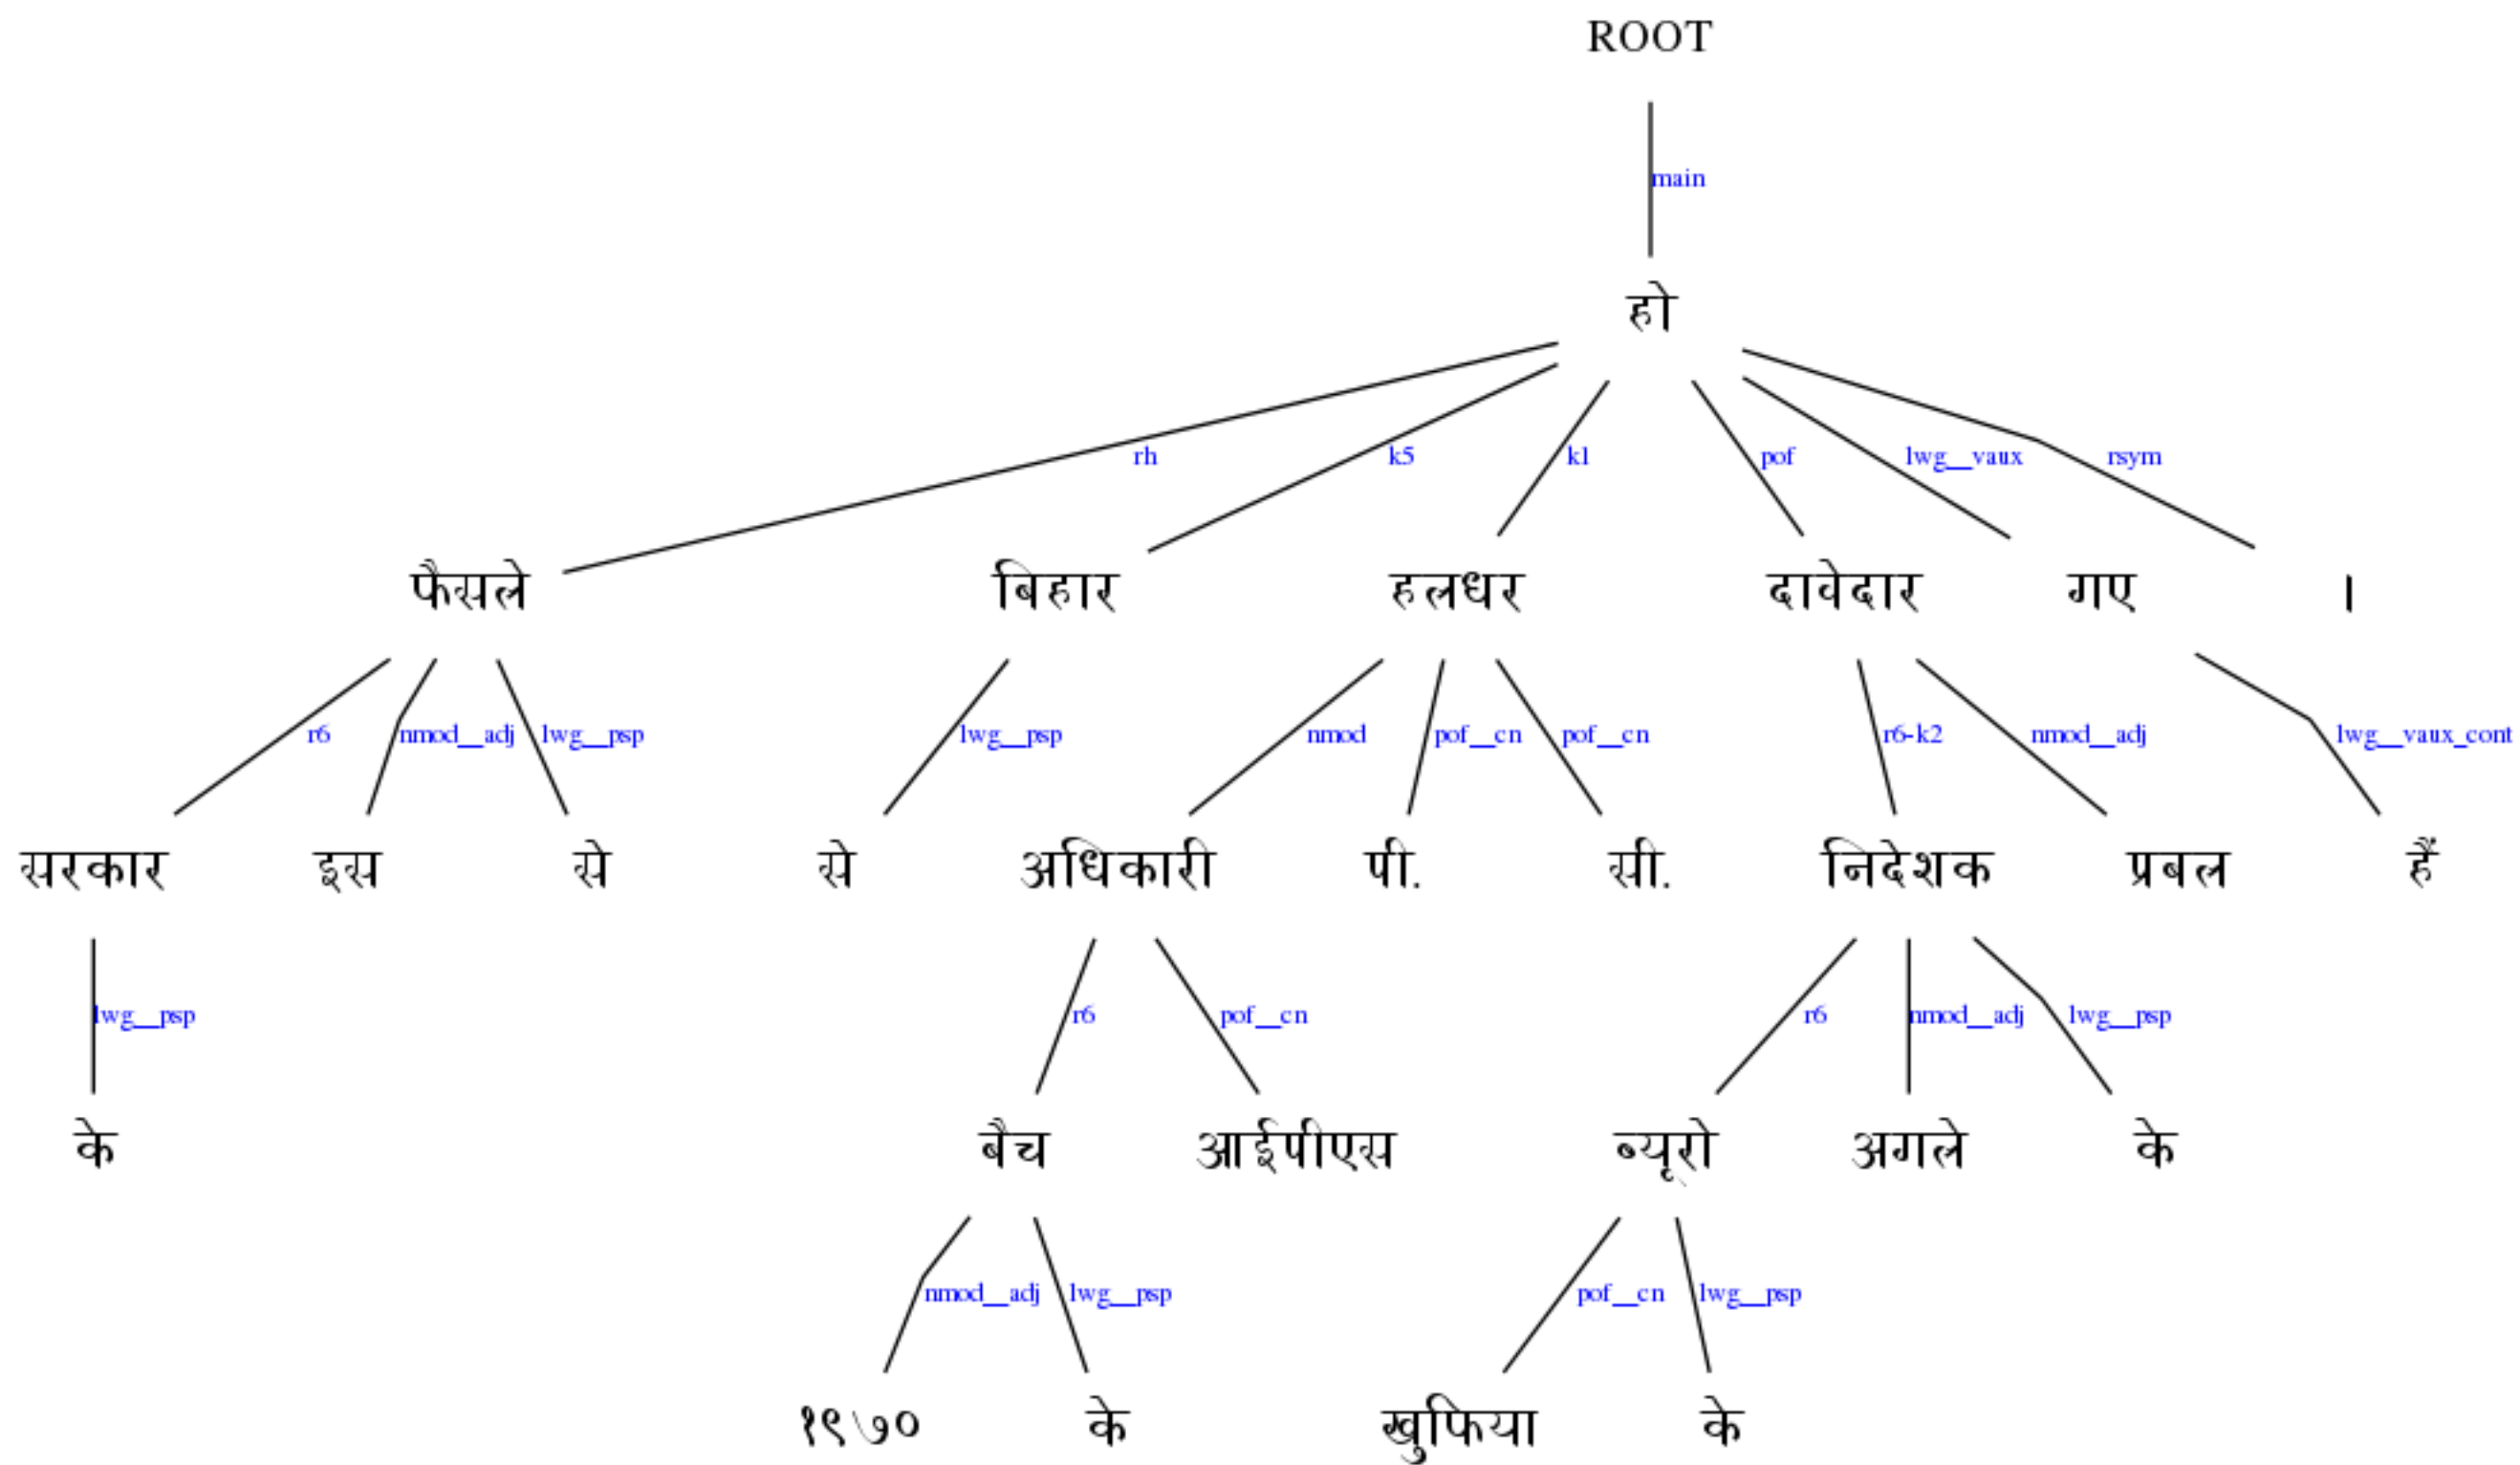 ROOT
main
हो
rh k5 k1 pof lwg__vaux rsym
फैसले बिहार हलधर दावेदार गए ।
r6 nmod__adj lwg__psp lwg__psp nmod pof__cn pof__cn r6-k2 nmod__adj lwg__vaux_cont
सरकार इस से से अधिकारी पी. सी. निदेशक प्रबल हैं
lwg__psp r6 pof__cn r6 nmod__adj lwg__psp
के बैच आईपीएस ब्यूरो अगले के
nmod__adj lwg__psp pof__cn lwg__psp
१९७० के खुफिया के